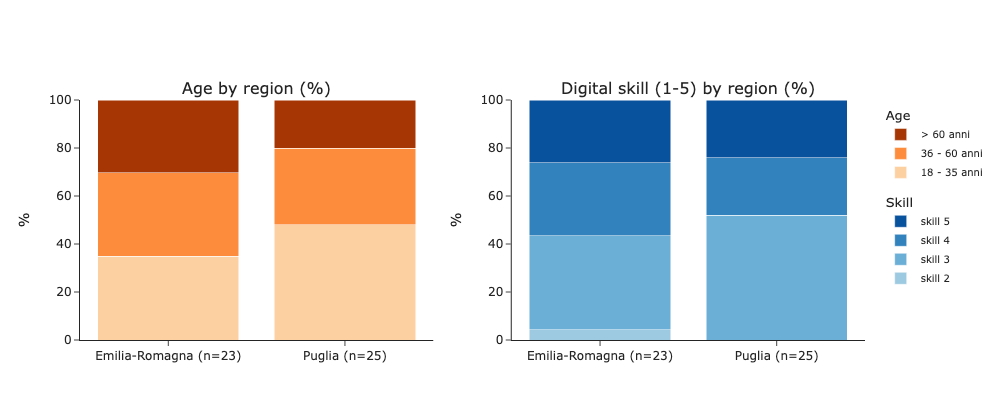 Age by region (%)
%
100
80
60
40
20
0
Emilia-Romagna (n=23)
Puglia (n=25)
Digital skill (1-5) by region (%)
%
100
80
60
40
20
0
Emilia-Romagna (n=23)
Puglia (n=25)
Age
> 60 anni
36 - 60 anni
18 - 35 anni
Skill
skill 5
skill 4
skill 3
skill 2